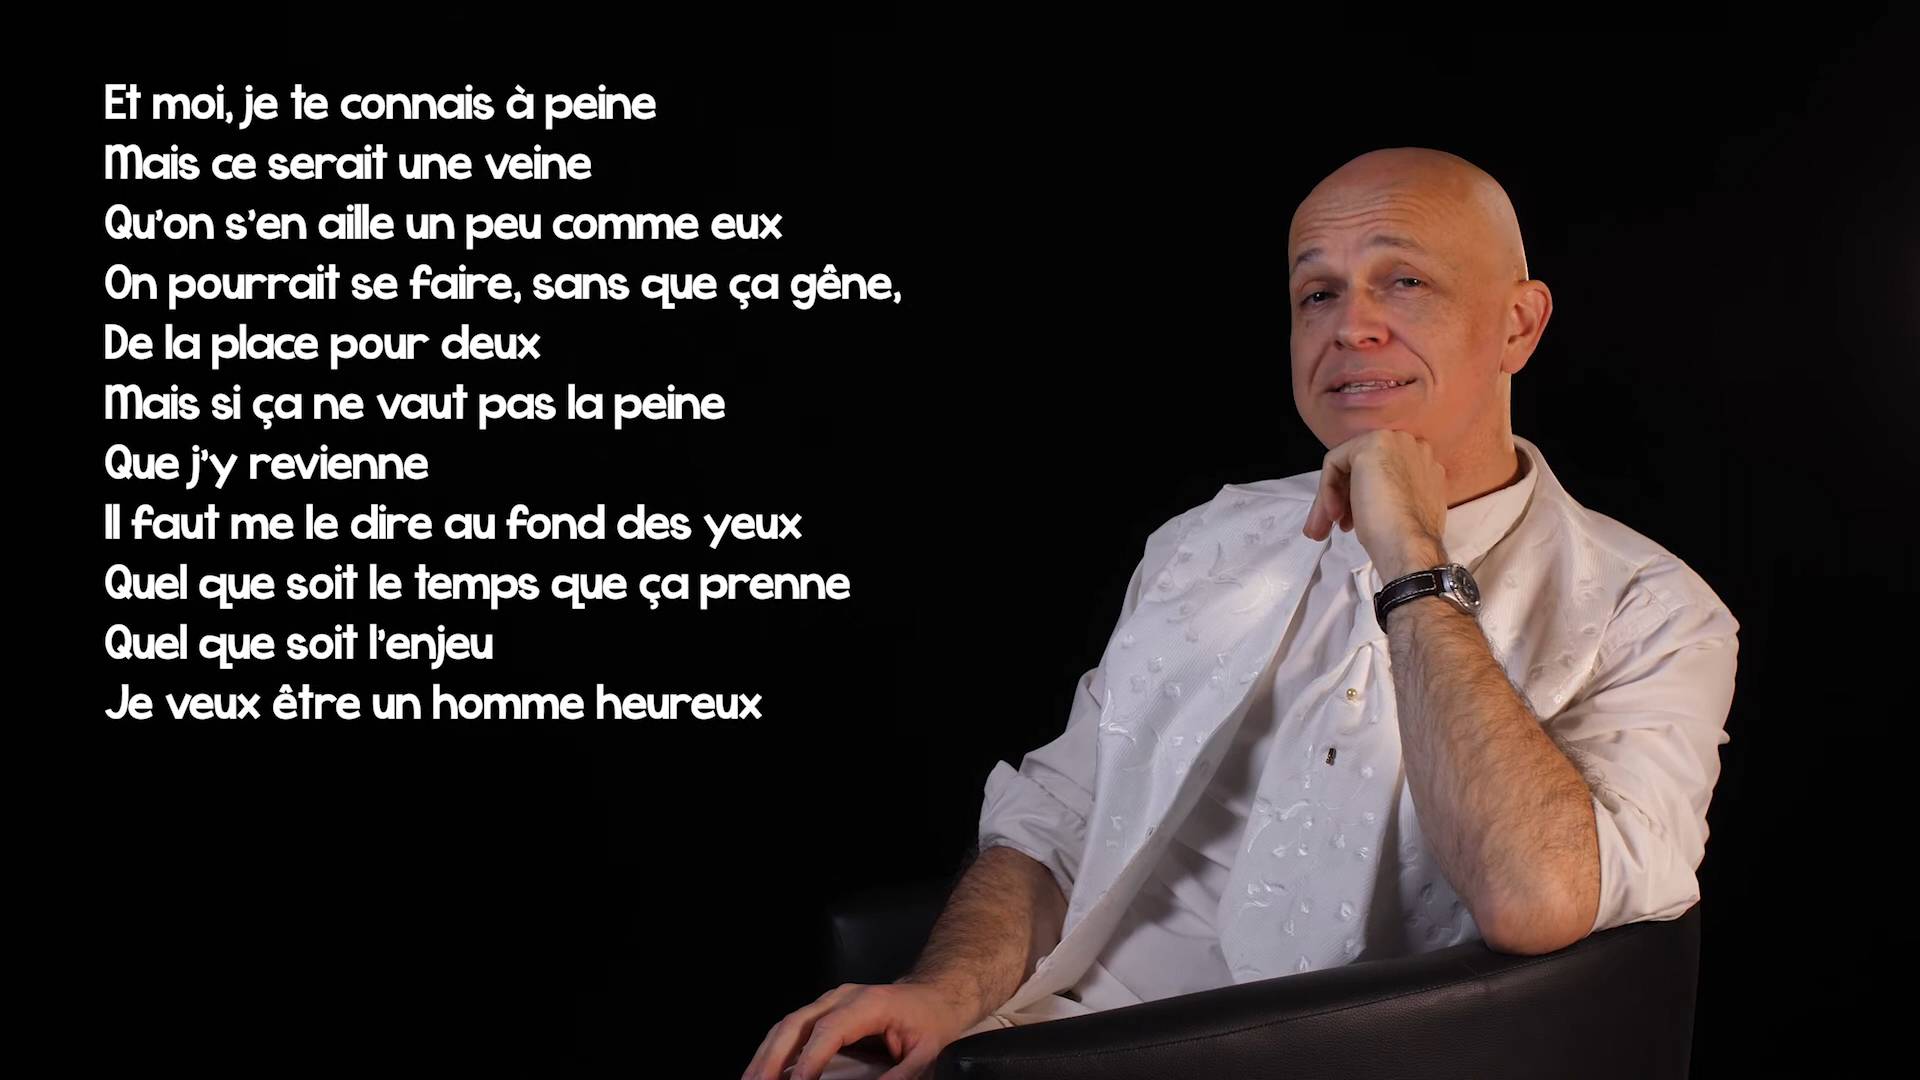 Et moi, je te connais à peine
Mais ce serait une veine
Qu'on s'en aille un peu comme eux
On pourrait se faire, sans que ça gêne,
De la place pour deux
Mais si ça ne vaut pas la peine
Que j'y revienne
Il faut me le dire au fond des yeux
Quel que soit le temps que ça prenne
Quel que soit l'enjeu
Je veux être un homme heureux